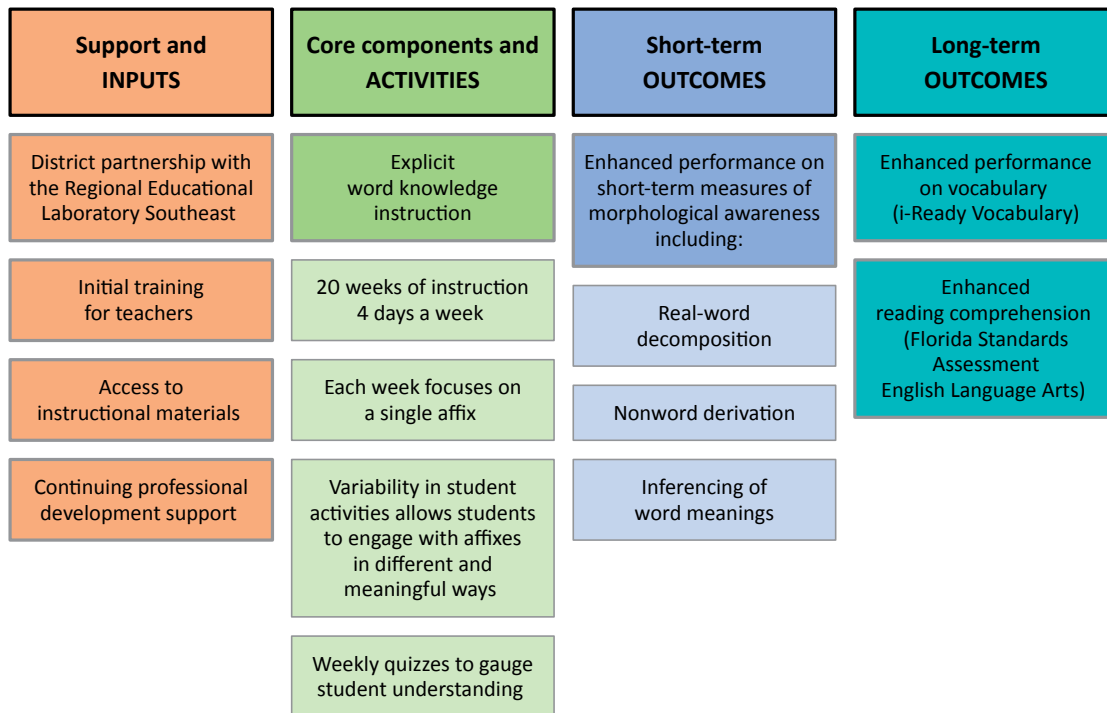 Support and
INPUTS
District partnership with
the Regional Educational
Laboratory Southeast
Initial training
for teachers
Access to
instructional materials
Continuing professional
development support
Core components and
ACTIVITIES
Explicit
word knowledge
instruction
20 weeks of instruction
4 days a week
Each week focuses on
a single affix
Variability in student
activities allows students
to engage with affixes
in different and
meaningful ways
Weekly quizzes to gauge
student understanding
Short-term
OUTCOMES
Enhanced performance on
short-term measures of
morphological awareness
including:
Real-word
decomposition
Nonword derivation
Inferencing of
word meanings
Long-term
OUTCOMES
Enhanced performance
on vocabulary
(i-Ready Vocabulary)
Enhanced
reading comprehension
(Florida Standards
Assessment
English Language Arts)